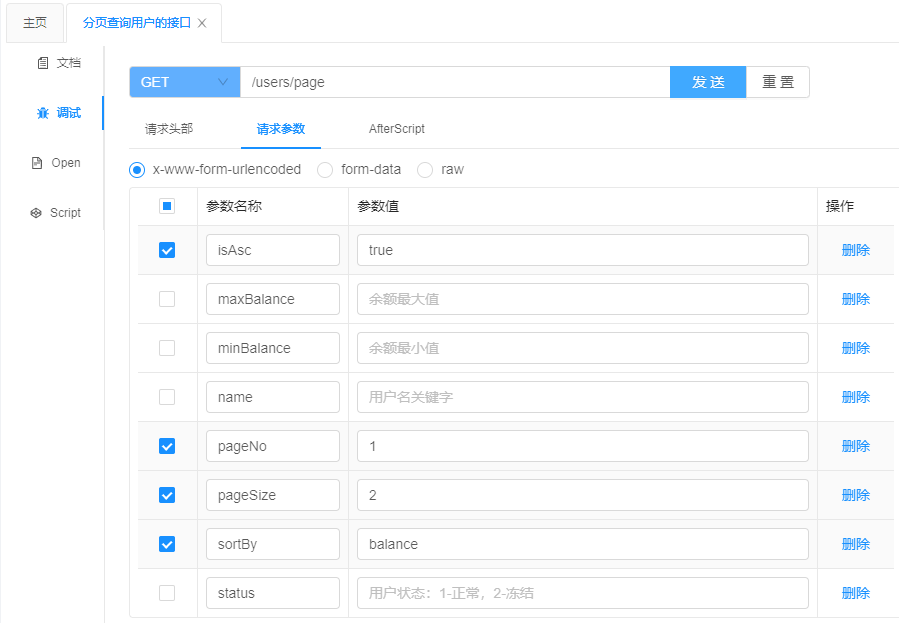 主页
分页查询用户的接口
文档
调试
Open
Script
GET
/users/page
发 送
重 置
请求头部
请求参数
AfterScript
x-www-form-urlencoded
form-data
raw
参数名称
参数值
操作
isAsc
true
删除
maxBalance
余额最大值
删除
minBalance
余额最小值
删除
name
用户名关键字
删除
pageNo
1
删除
pageSize
2
删除
sortBy
balance
删除
status
用户状态：1-正常，2-冻结
删除